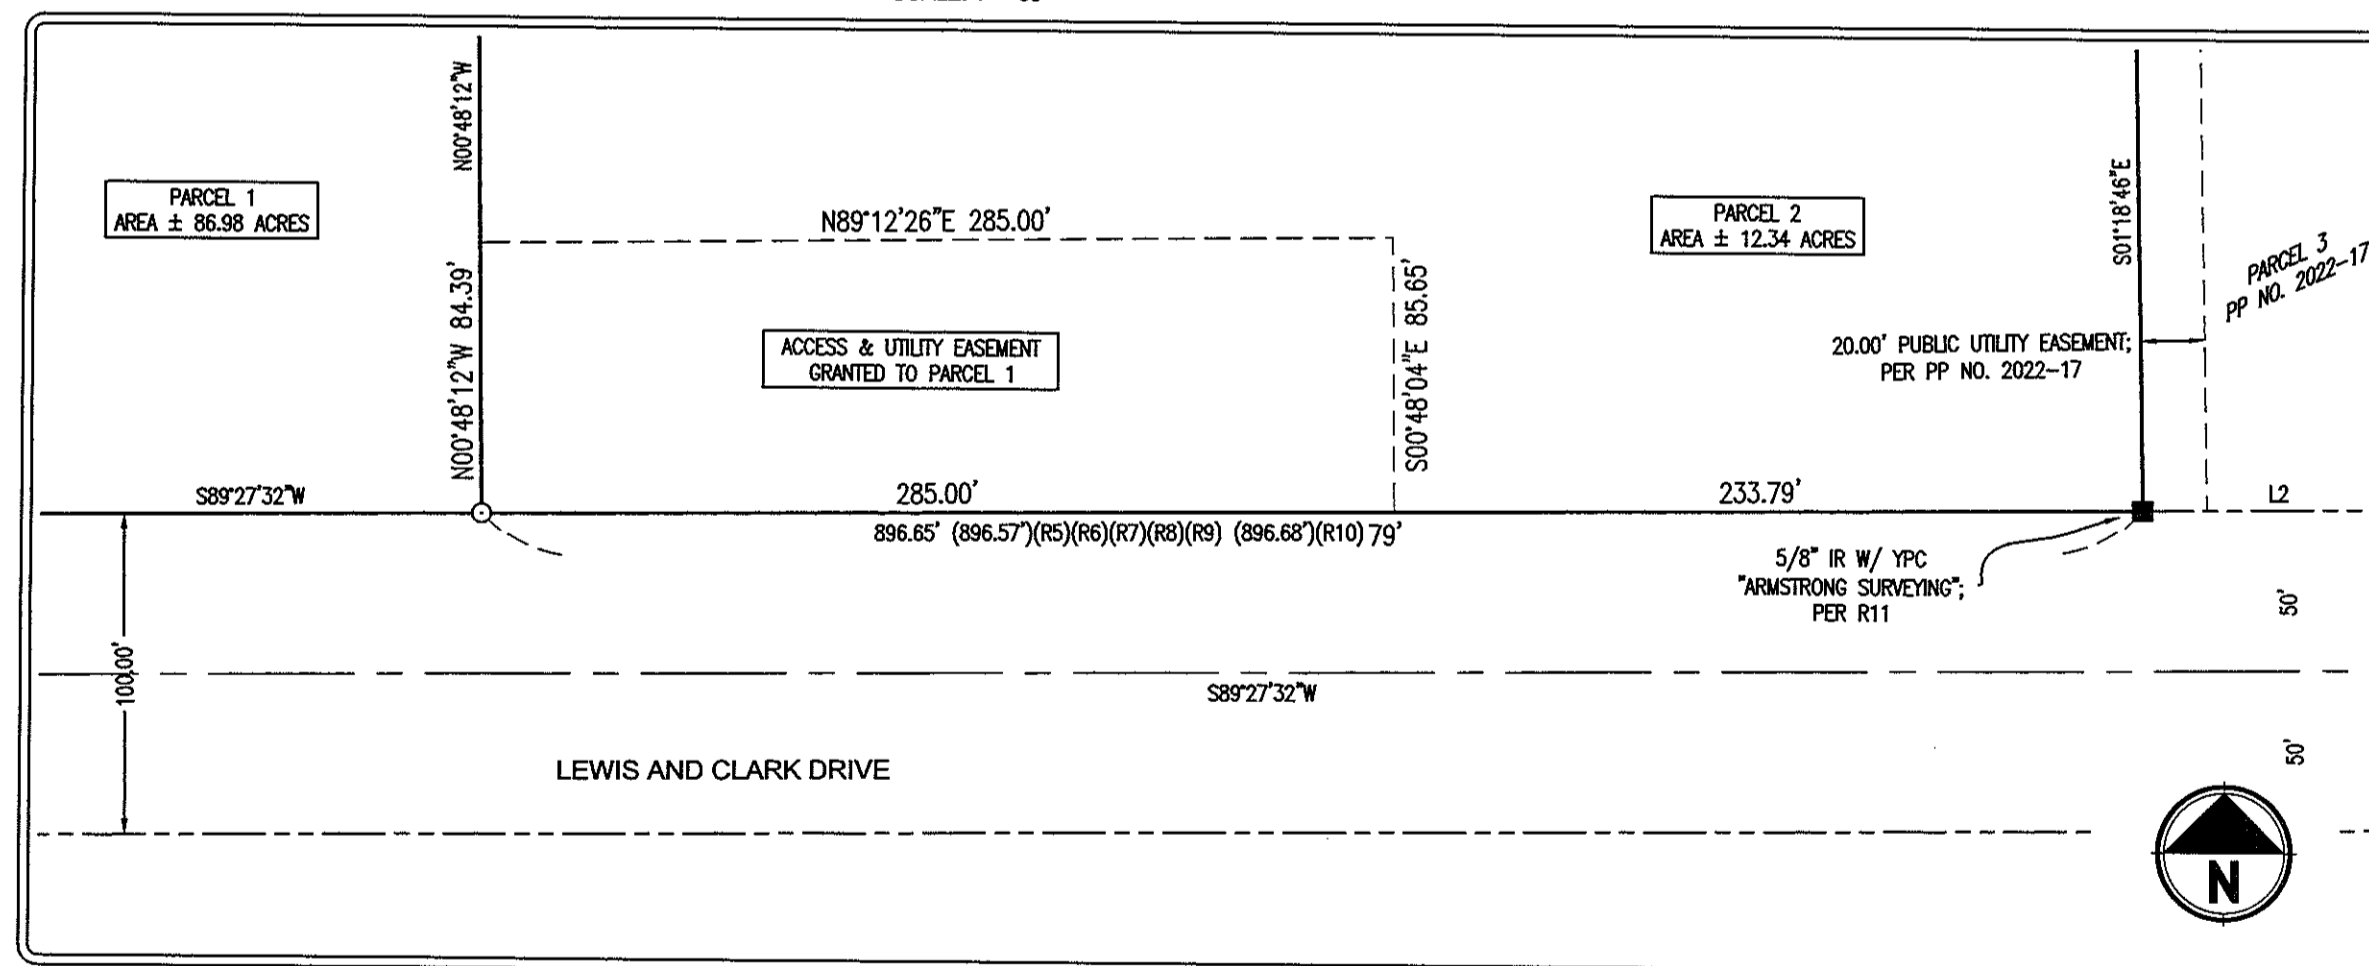 N00°48'12"W
PARCEL 1
AREA ± 86.98 ACRES
N89°12'26"E 285.00'
PARCEL 2
AREA ± 12.34 ACRES
S01°18'46"E
PARCEL 3
PP NO. 2022-17
N00°48'12"W 84.39'
ACCESS & UTILITY EASEMENT
GRANTED TO PARCEL 1
S00°48'04"E 85.65'
20.00' PUBLIC UTILITY EASEMENT;
PER PP NO. 2022-17
S89°27'32"W
285.00'
233.79'
L2
896.65' (896.57')(R5)(R6)(R7)(R8)(R9) (896.68')(R10) 79'
5/8" IR W/ YPC
"ARMSTRONG SURVEYING";
PER R11
50'
100.00'
S89°27'32"W
50'
LEWIS AND CLARK DRIVE
N